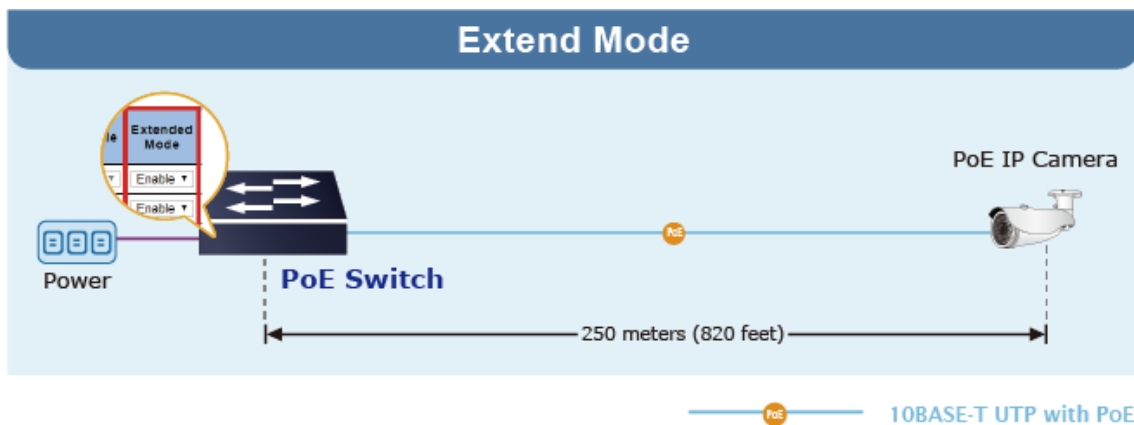 Extend Mode
le
Extended
Mode
Enable
Enable
PoE IP Camera
Power
PoE Switch
PoE
250 meters (820 feet)
PoE
10BASE-T UTP with PoE